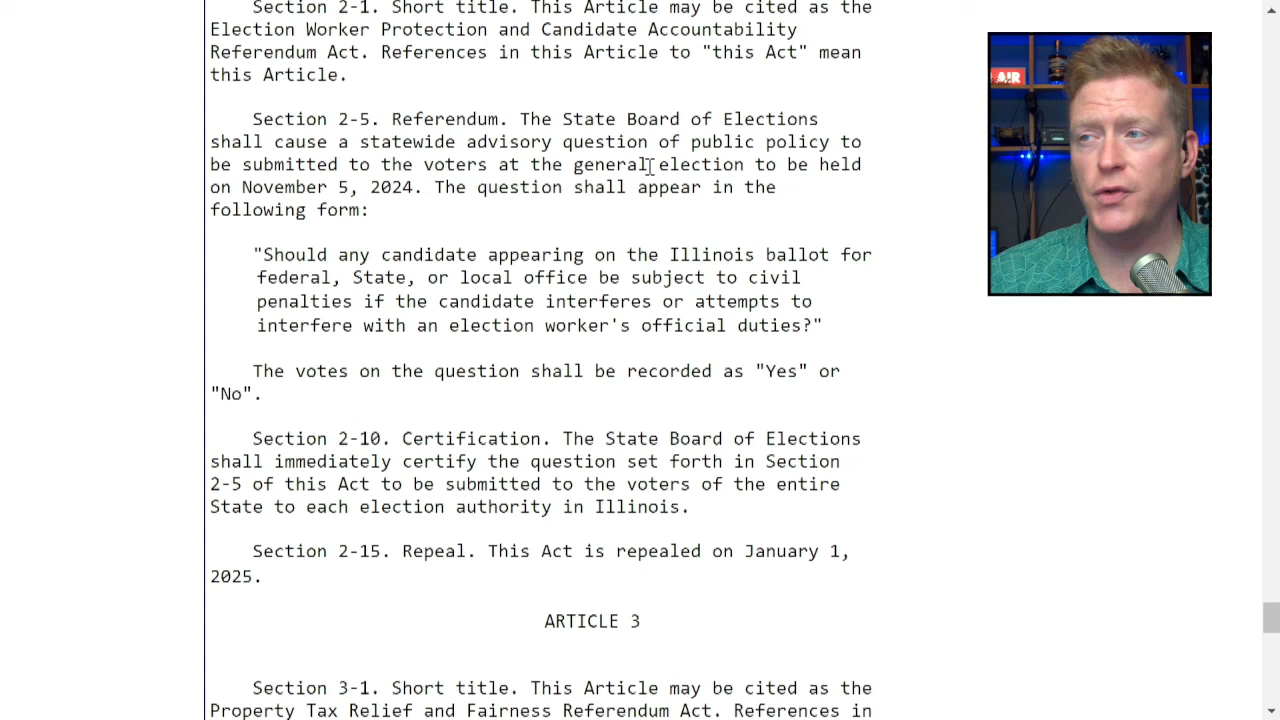 Section 2-1. Short title. This Article may be cited as the
Election Worker Protection and Candidate Accountability
Referendum Act. References in this Article to "this Act" mean
this Article.
Section 2-5. Referendum. The State Board of Elections
shall cause a statewide advisory question of public policy to
be submitted to the voters at the general election to be held
on November 5, 2024. The question shall appear in the
following form:
"Should any candidate appearing on the Illinois ballot for
federal, State, or local office be subject to civil
penalties if the candidate interferes or attempts to
interfere with an election worker's official duties?"
The votes on the question shall be recorded as "Yes" or
"No".
Section 2-10. Certification. The State Board of Elections
shall immediately certify the question set forth in Section
2-5 of this Act to be submitted to the voters of the entire
State to each election authority in Illinois.
Section 2-15. Repeal. This Act is repealed on January 1,
2025.
ARTICLE 3
Section 3-1. Short title. This Article may be cited as the
Property Tax Relief and Fairness Referendum Act. References in
AIR